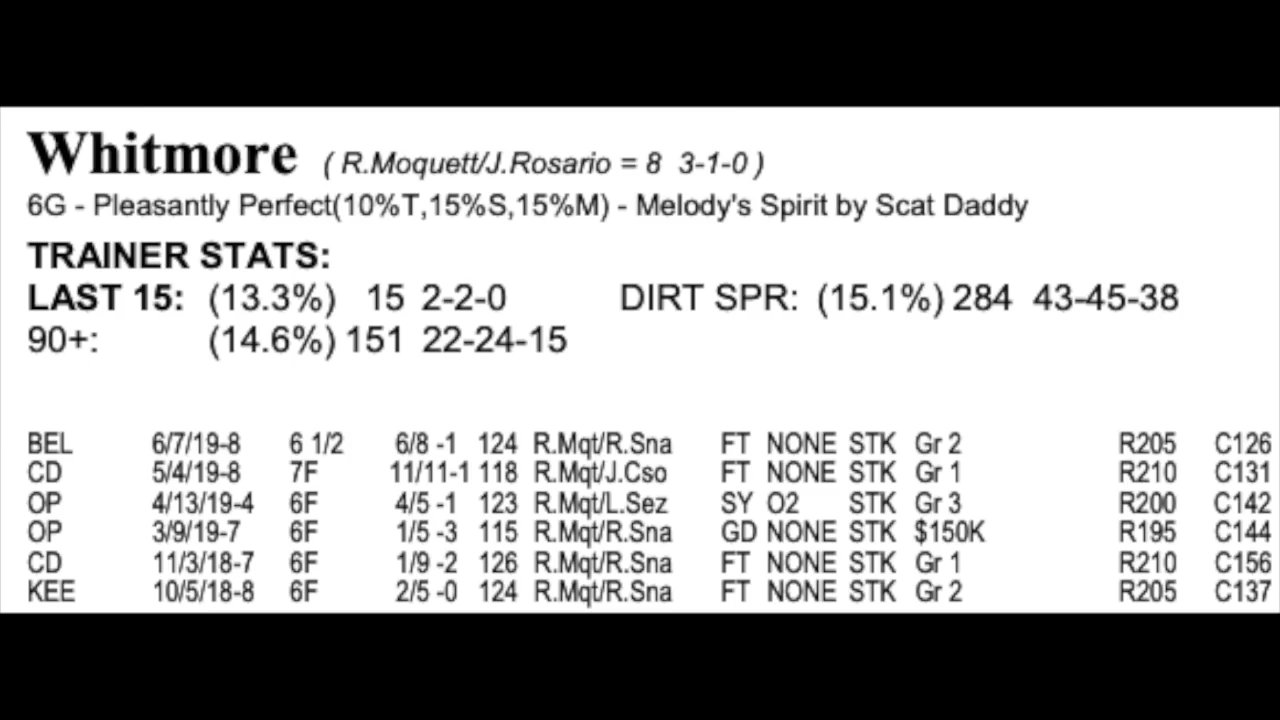 Whitmore ( R.Moquett/J.Rosario = 8 3-1-0 )
6G - Pleasantly Perfect(10%T,15%S,15%M) - Melody's Spirit by Scat Daddy
TRAINER STATS:
LAST 15: (13.3%) 15 2-2-0 DIRT SPR: (15.1%) 284 43-45-38
90+: (14.6%) 151 22-24-15
BEL 6/7/19-8 6 1/2 6/8 -1 124 R.Mqt/R.Sna FT NONE STK Gr 2 R205 C126
CD 5/4/19-8 7F 11/11-1 118 R.Mqt/J.Cso FT NONE STK Gr 1 R210 C131
OP 4/13/19-4 6F 4/5 -1 123 R.Mqt/L.Sez SY O2 STK Gr 3 R200 C142
OP 3/9/19-7 6F 1/5 -3 115 R.Mqt/R.Sna GD NONE STK $150K R195 C144
CD 11/3/18-7 6F 1/9 -2 126 R.Mqt/R.Sna FT NONE STK Gr 1 R210 C156
KEE 10/5/18-8 6F 2/5 -0 124 R.Mqt/R.Sna FT NONE STK Gr 2 R205 C137